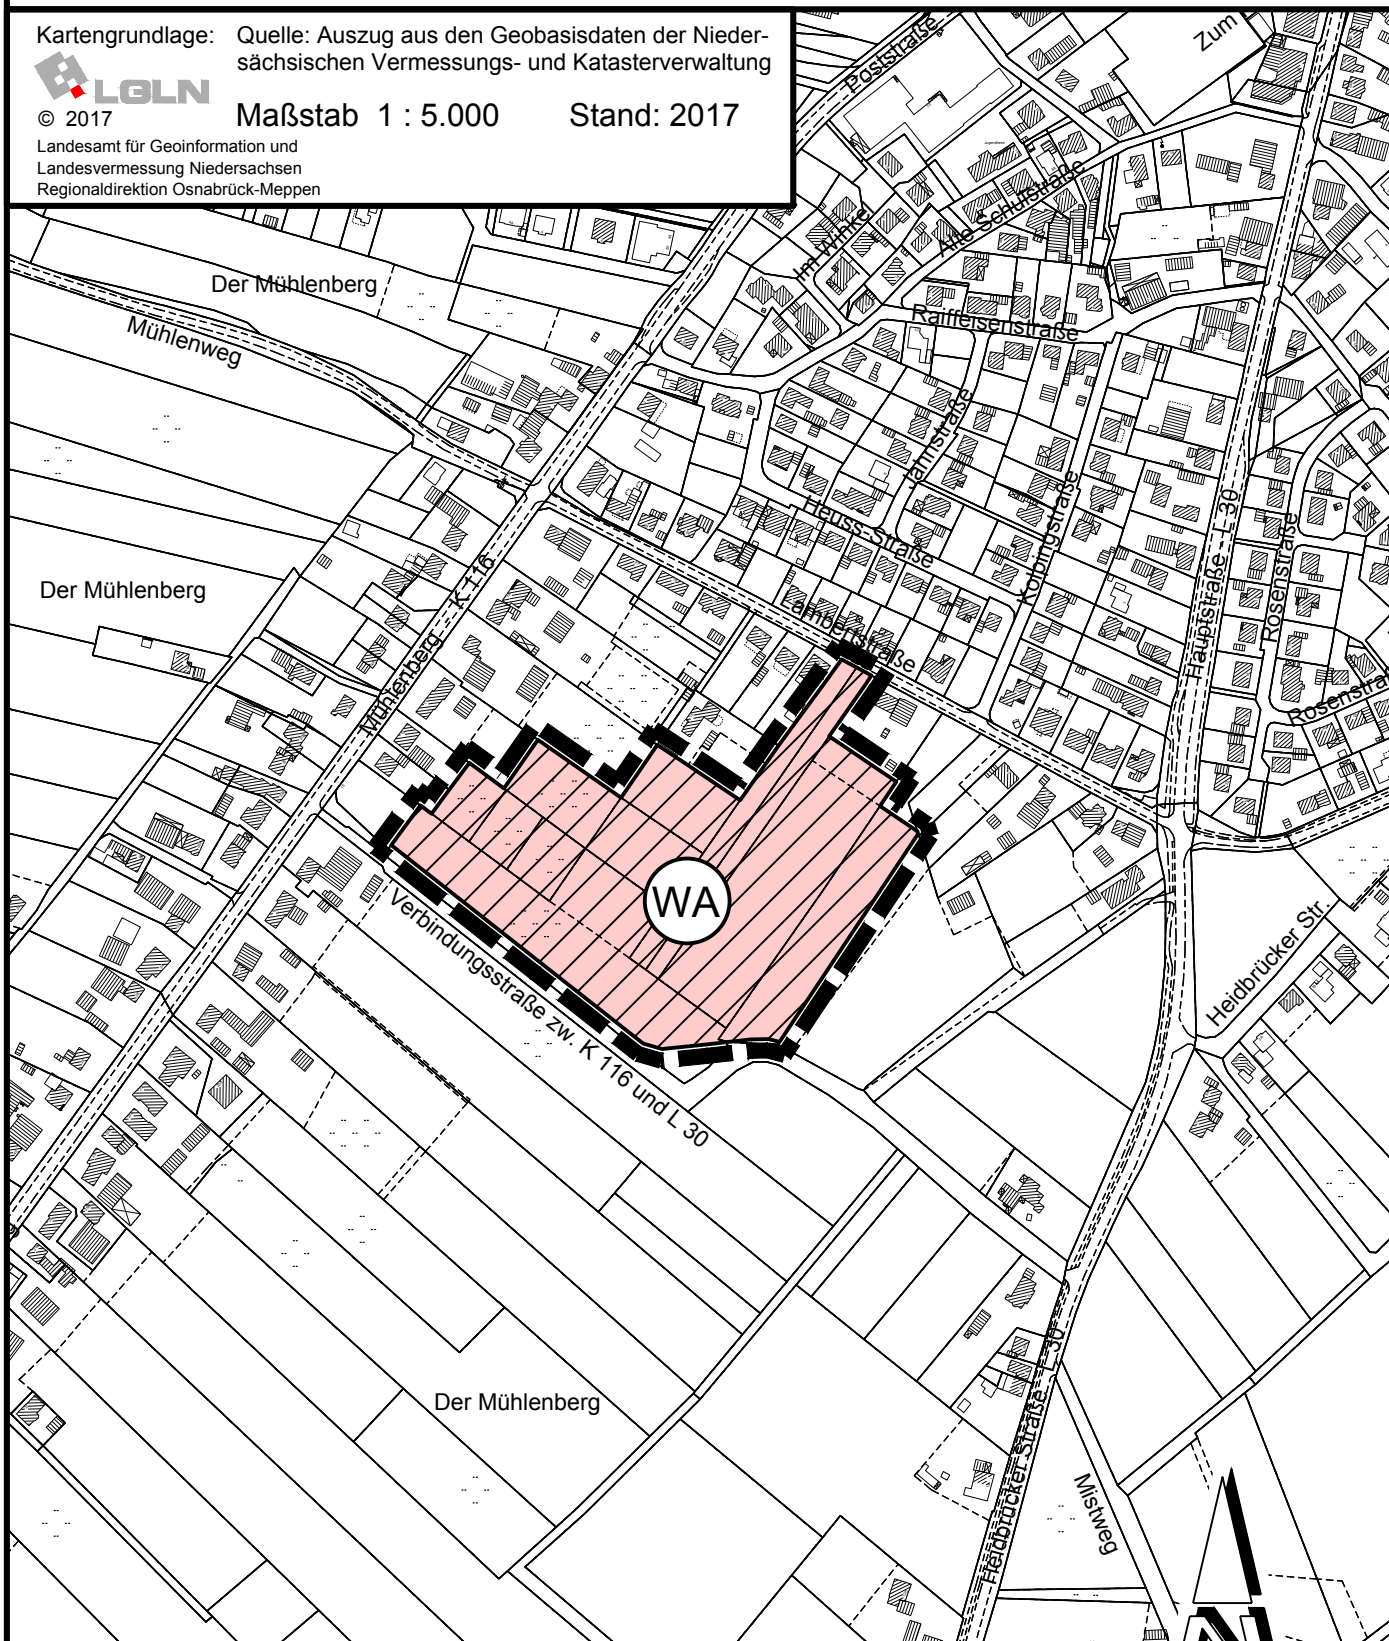 Kartengrundlage: Quelle: Auszug aus den Geobasisdaten der Nieder-
sächsischen Vermessungs- und Katasterverwaltung
LGLN
© 2017 Maßstab 1 : 5.000 Stand: 2017
Landesamt für Geoinformation und
Landesvermessung Niedersachsen
Regionaldirektion Osnabrück-Meppen
Poststraße
Zum
Alte Schulstraße
Der Mühlenberg
Mühlenweg
Raiffeisenstraße
Jahnstraße
Heuss-Straße
Kolpingstraße
Hauptstraße - L 30
Rosenstraße
Der Mühlenberg
Mühlenberg - K 116
Lambertstraße
WA
Verbindungsstraße zw. K 116 und L 30
Heidbrücker Str.
Der Mühlenberg
Heidbrücker Straße - L 30
Mistweg
N